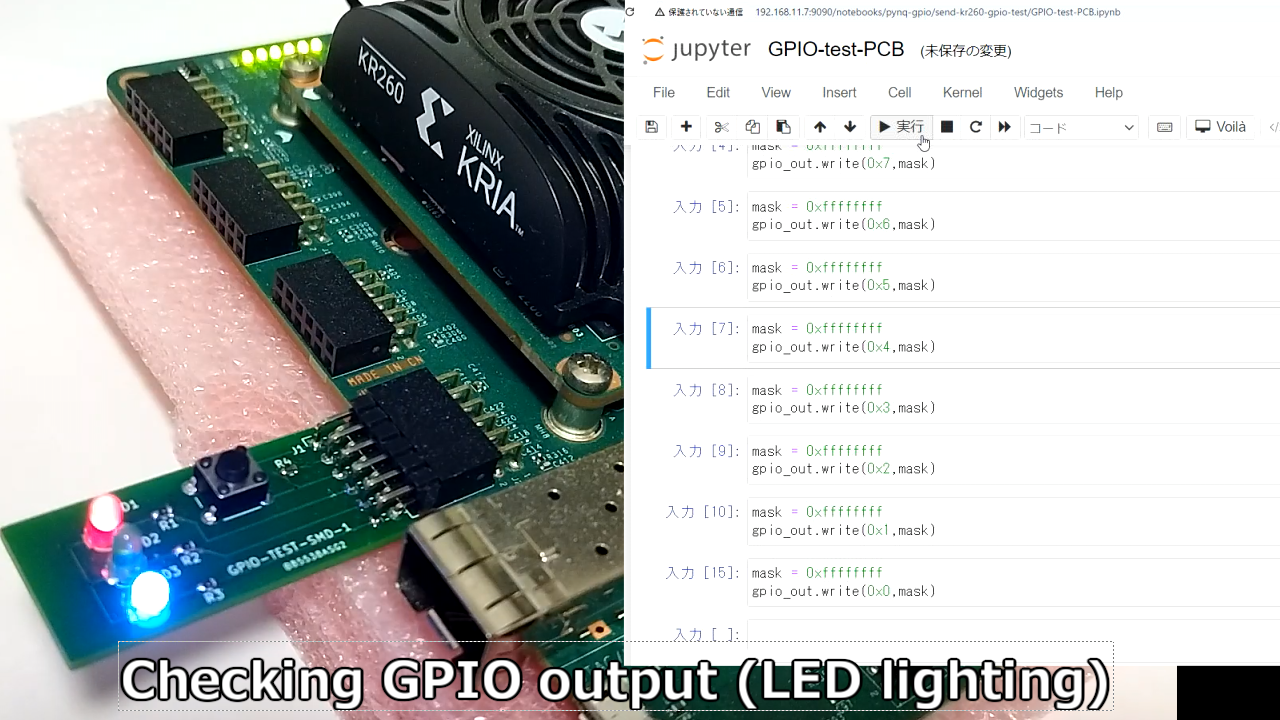 保護されていない通信 192.168.11.7:9090/notebooks/pynq-gpio/send-kr260-gpio-test/GPIO-test-PCB.ipynb
jupyter GPIO-test-PCB (未保存の変更)
File Edit View Insert Cell Kernel Widgets Help
実行 コード Voilà
入力 [4]: mask = 0xffffffff
gpio_out.write(0x7,mask)
入力 [5]: mask = 0xffffffff
gpio_out.write(0x6,mask)
入力 [6]: mask = 0xffffffff
gpio_out.write(0x5,mask)
入力 [7]: mask = 0xffffffff
gpio_out.write(0x4,mask)
入力 [8]: mask = 0xffffffff
gpio_out.write(0x3,mask)
入力 [9]: mask = 0xffffffff
gpio_out.write(0x2,mask)
入力 [10]: mask = 0xffffffff
gpio_out.write(0x1,mask)
入力 [15]: mask = 0xffffffff
gpio_out.write(0x0,mask)
入力 [ ]:
KR260
XILINX
KRIA™
MADE IN CN
J1
R4
D1
R1
D2
R2
D3
R3
GPIO-TEST-SMD-1
Checking GPIO output (LED lighting)